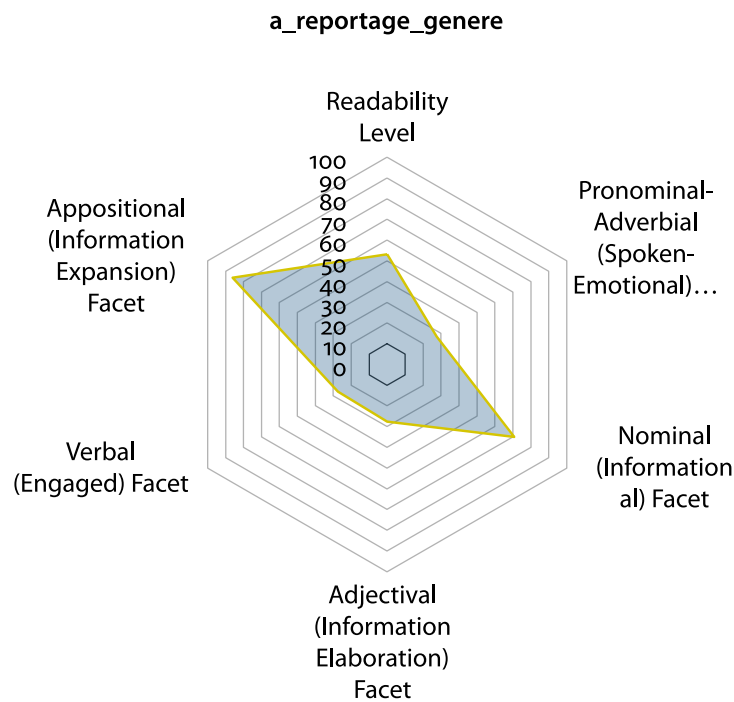 a_reportage_genere
Readability
Level
100
90
80
70
60
50
40
30
20
10
0
Pronominal-
Adverbial
(Spoken-
Emotional)...
Nominal
(Information
al) Facet
Adjectival
(Information
Elaboration)
Facet
Verbal
(Engaged) Facet
Appositional
(Information
Expansion)
Facet